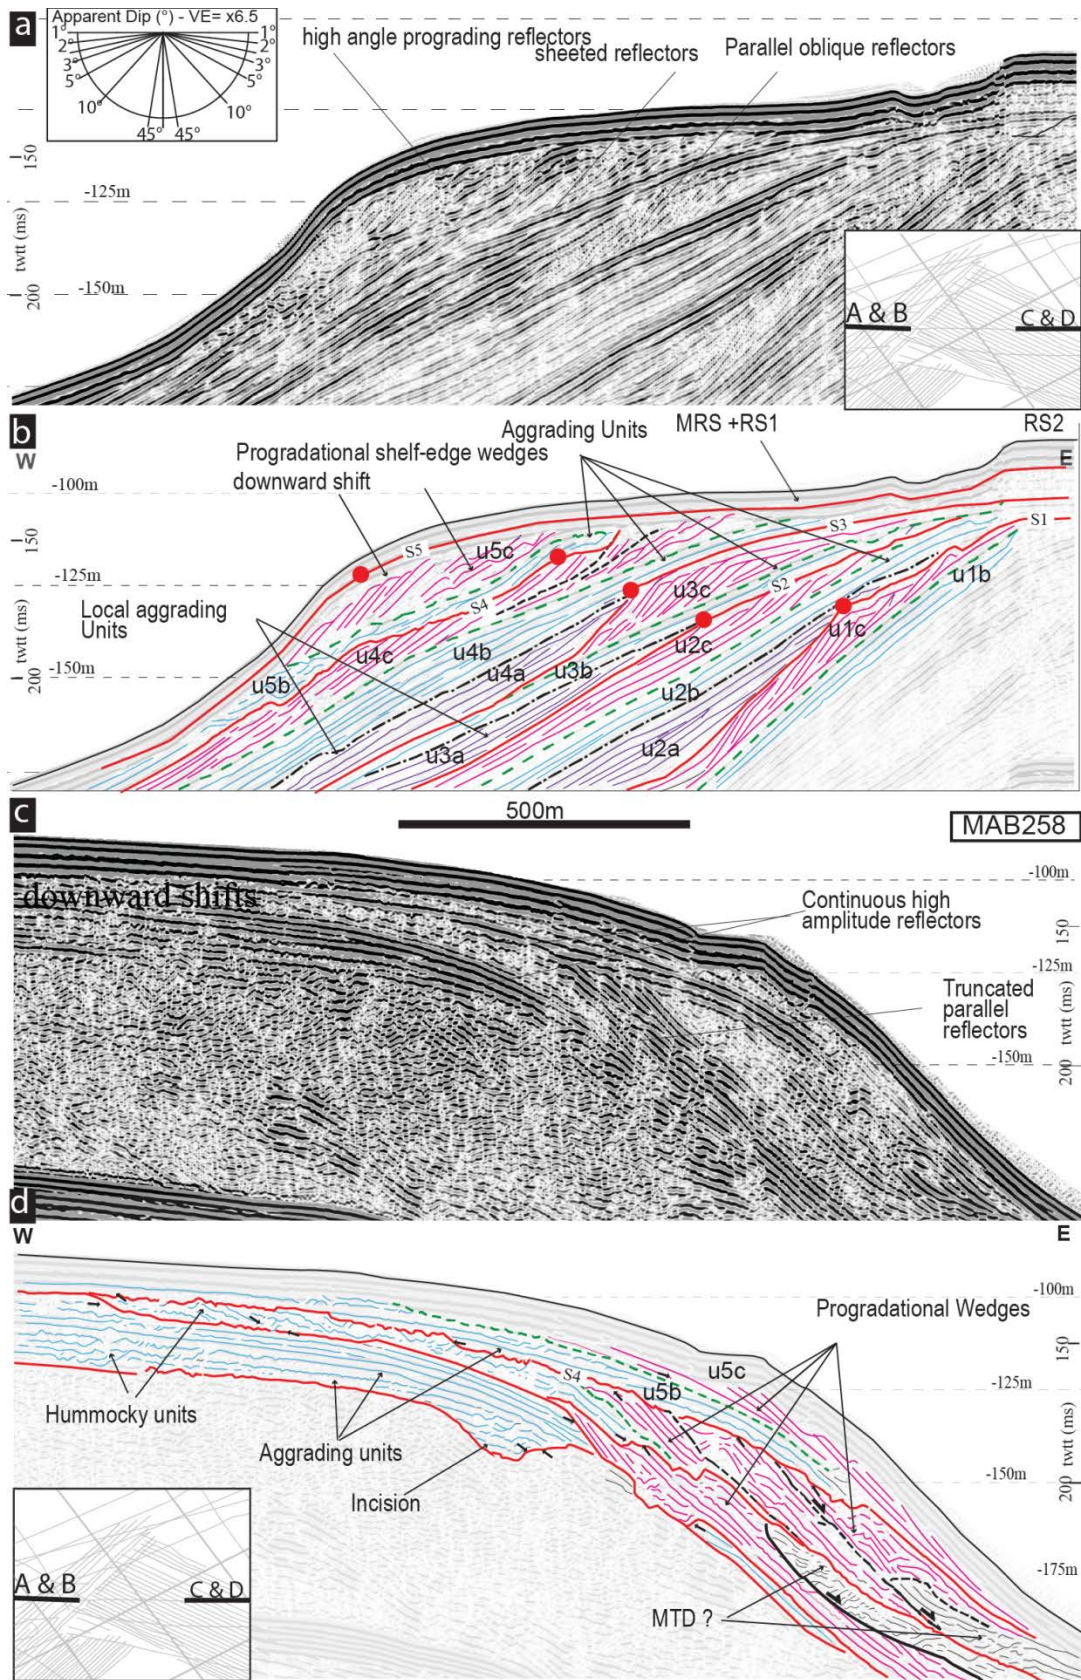 a
Apparent Dip (°) - VE= x6.5
1°
1°
2°
2°
3°
3°
5°
5°
10°
10°
45°
45°
high angle prograding reflectors
sheeted reflectors
Parallel oblique reflectors
150
-125m
twtt (ms)
200
-150m
A & B
C & D
b
W
E
Aggrading Units
MRS +RS1
RS2
Progradational shelf-edge wedges
downward shift
-100m
150
-125m
Local aggrading
Units
-150m
twtt (ms)
200
S5
u5c
S4
u4c
u5b
u4b
u4a
u3b
u3a
S3
u3c
S2
u2c
u2b
u2a
S1
u1b
u1c
c
500m
MAB258
downward shifts
-100m
Continuous high
amplitude reflectors
150
-125m
Truncated
parallel
reflectors
twtt (ms)
-150m
200
d
W
E
-100m
Progradational Wedges
150
S4
u5b
u5c
-125m
Hummocky units
Aggrading units
Incision
twtt (ms)
-150m
200
A & B
C & D
-175m
MTD ?